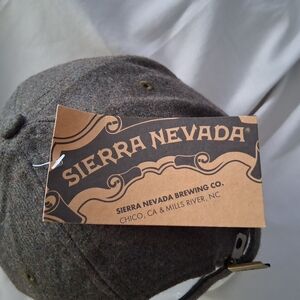 SIERRA NEVADA®
SIERRA NEVADA BREWING CO.
CHICO, CA & MILLS RIVER, NC